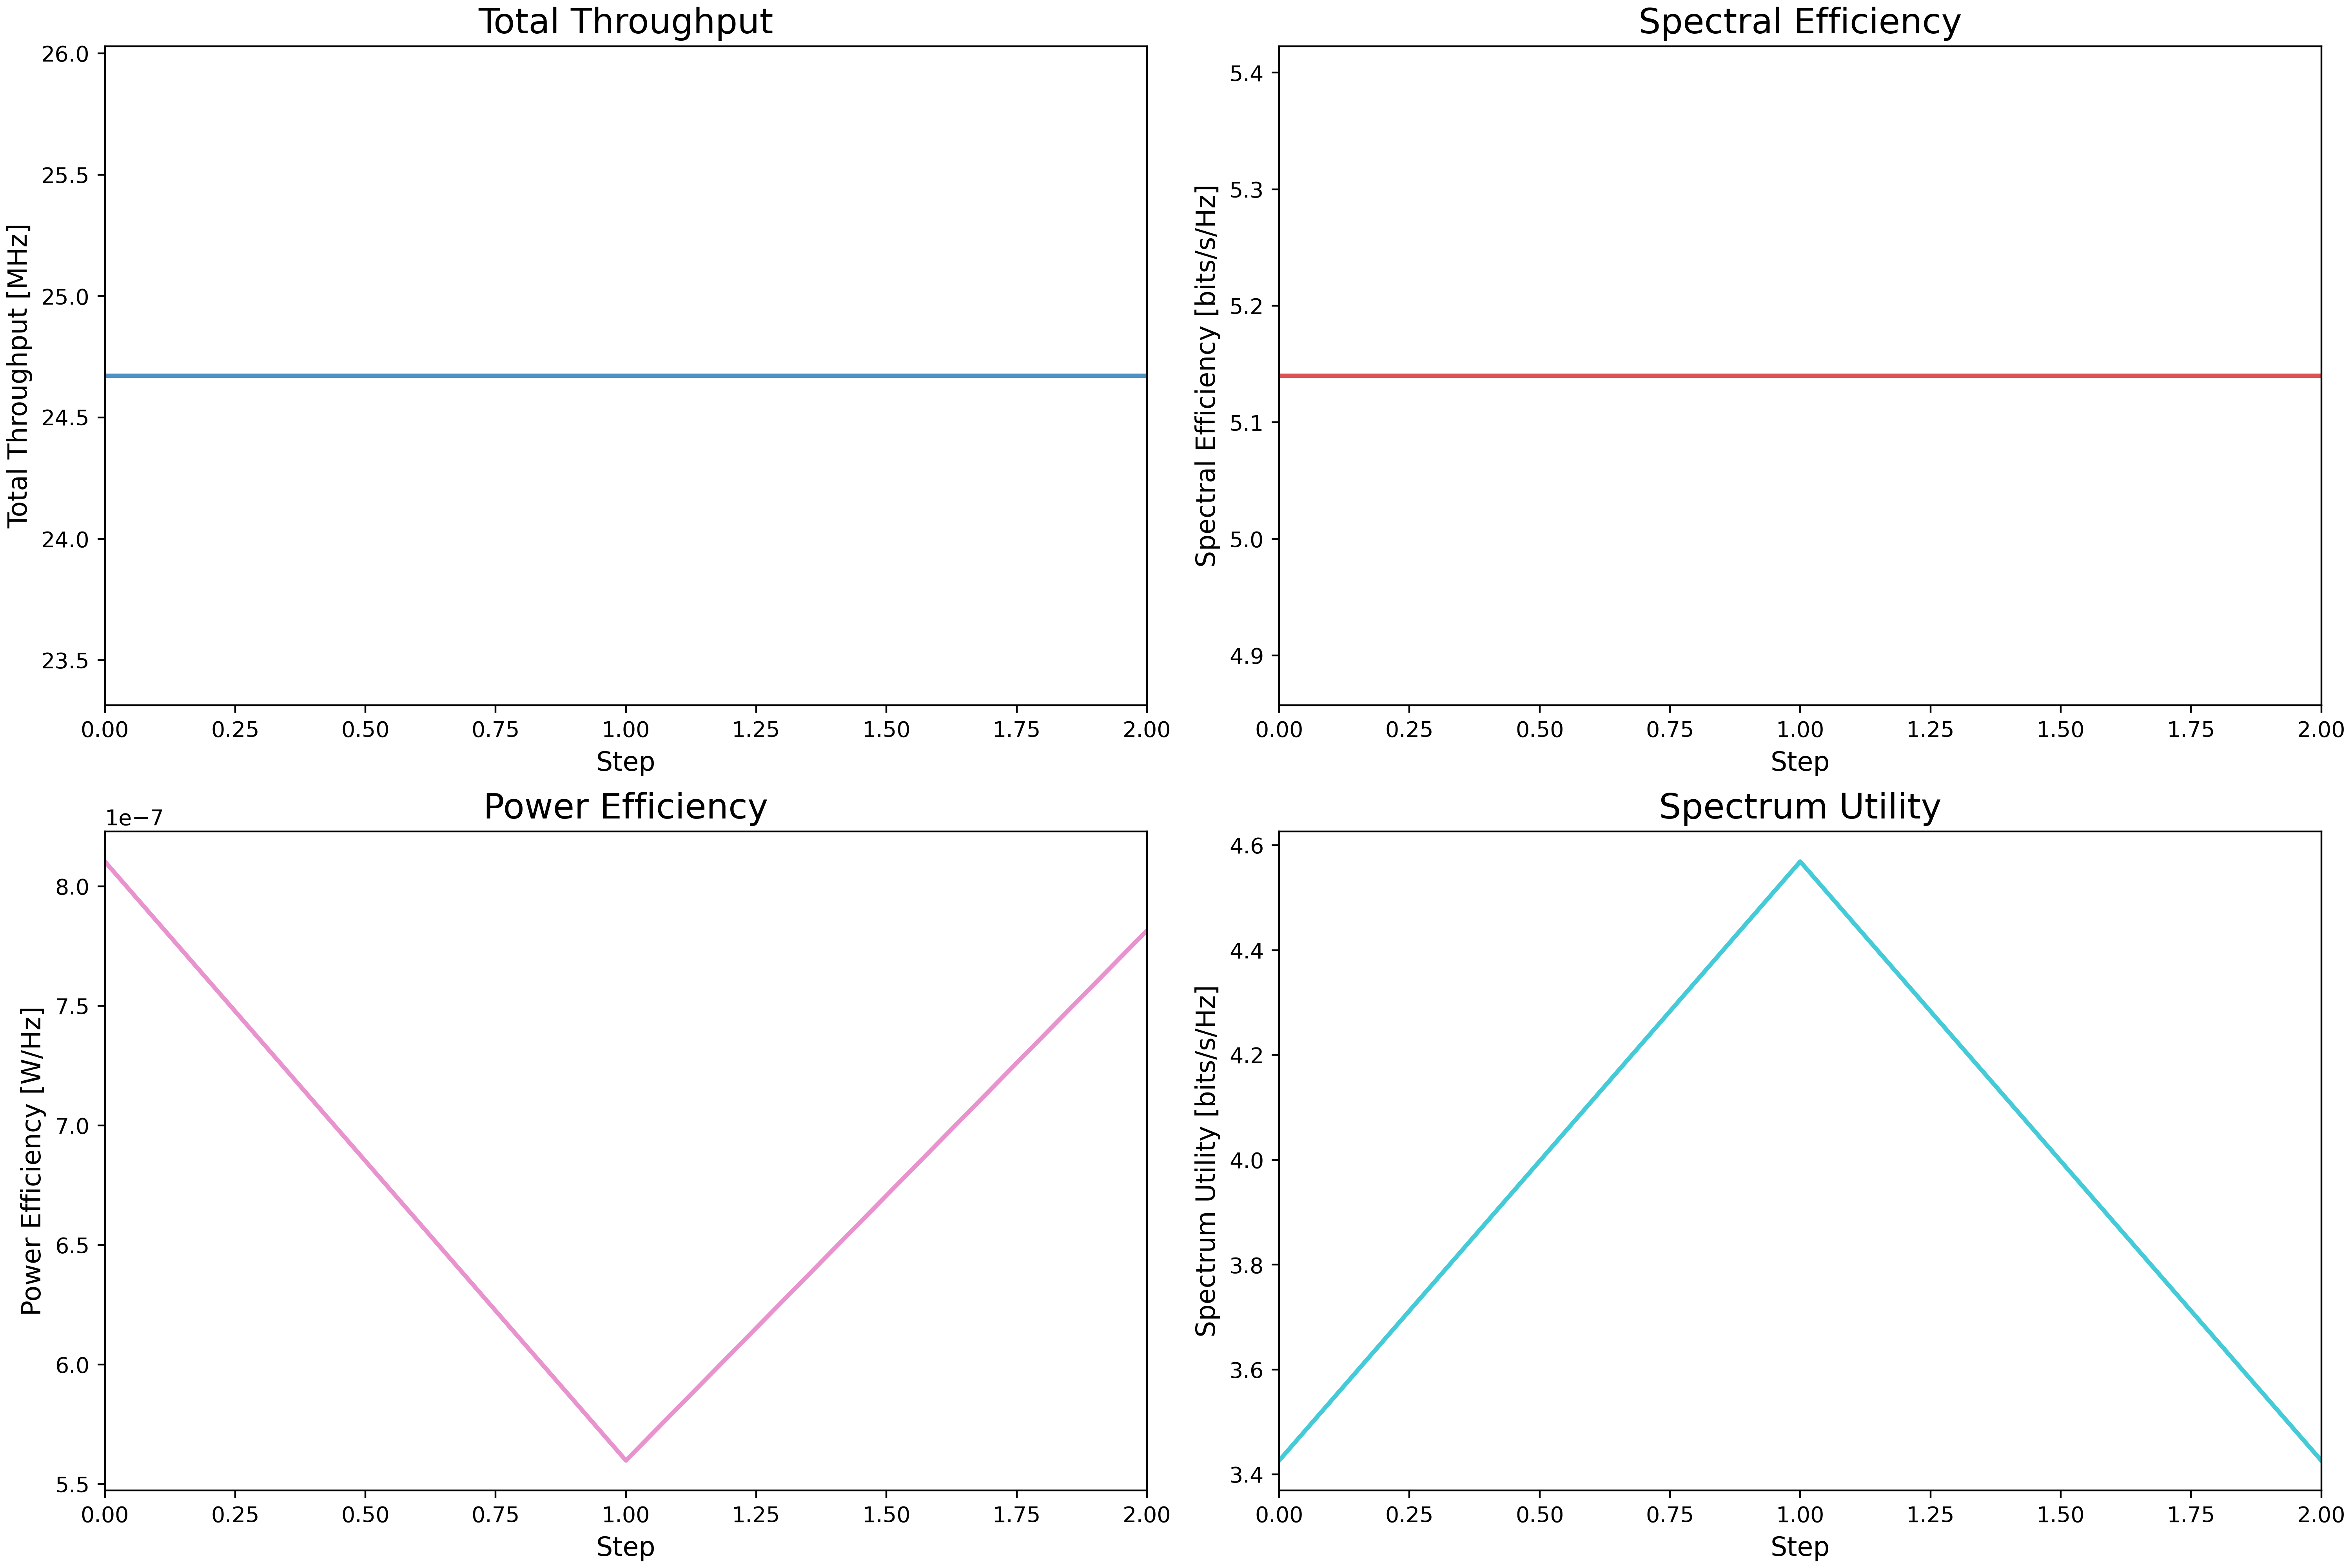 Total Throughput
Total Throughput [MHz]
26.0
25.5
25.0
24.5
24.0
23.5
0.00 0.25 0.50 0.75 1.00 1.25 1.50 1.75 2.00
Step
Spectral Efficiency
Spectral Efficiency [bits/s/Hz]
5.4
5.3
5.2
5.1
5.0
4.9
0.00 0.25 0.50 0.75 1.00 1.25 1.50 1.75 2.00
Step
Power Efficiency
1e−7
Power Efficiency [W/Hz]
8.0
7.5
7.0
6.5
6.0
5.5
0.00 0.25 0.50 0.75 1.00 1.25 1.50 1.75 2.00
Step
Spectrum Utility
Spectrum Utility [bits/s/Hz]
4.6
4.4
4.2
4.0
3.8
3.6
3.4
0.00 0.25 0.50 0.75 1.00 1.25 1.50 1.75 2.00
Step